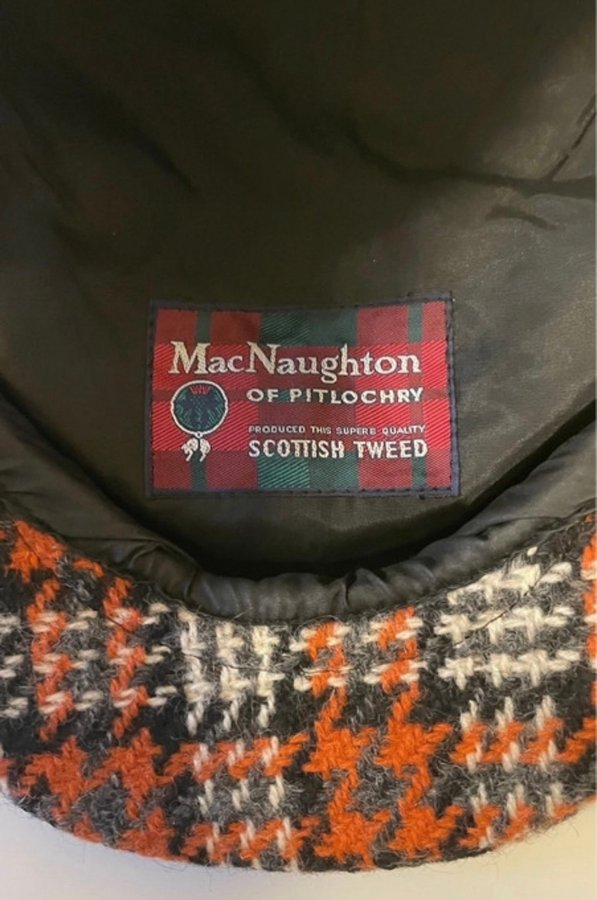 MacNaughton
OF PITLOCHRY
PRODUCED THIS SUPERB QUALITY
SCOTTISH TWEED